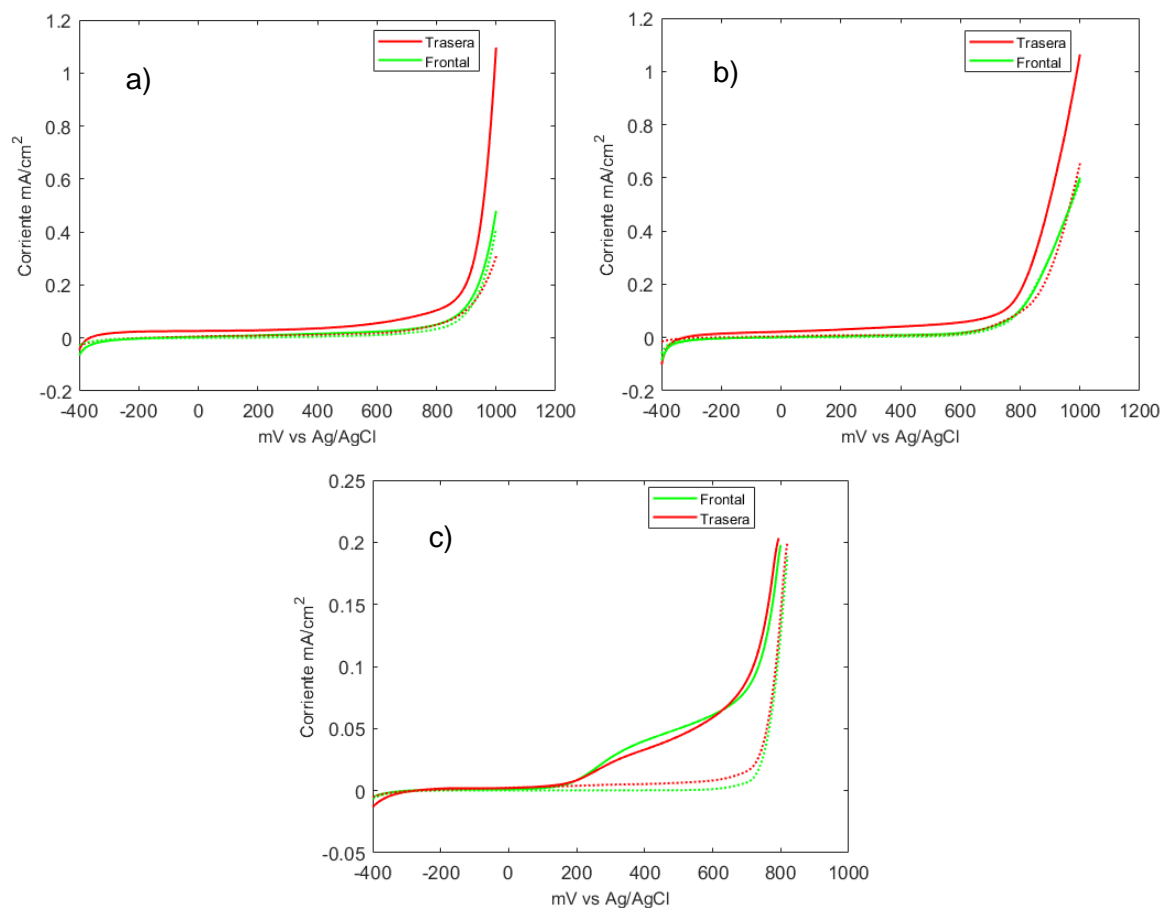 a)
Trasera
Frontal
Corriente mA/cm²
1.2
1
0.8
0.6
0.4
0.2
0
-0.2
-400 -200 0 200 400 600 800 1000 1200
mV vs Ag/AgCl
b)
Trasera
Frontal
Corriente mA/cm²
1.2
1
0.8
0.6
0.4
0.2
0
-0.2
-400 -200 0 200 400 600 800 1000 1200
mV vs Ag/AgCl
c)
Frontal
Trasera
Corriente mA/cm²
0.25
0.2
0.15
0.1
0.05
0
-0.05
-400 -200 0 200 400 600 800 1000
mV vs Ag/AgCl